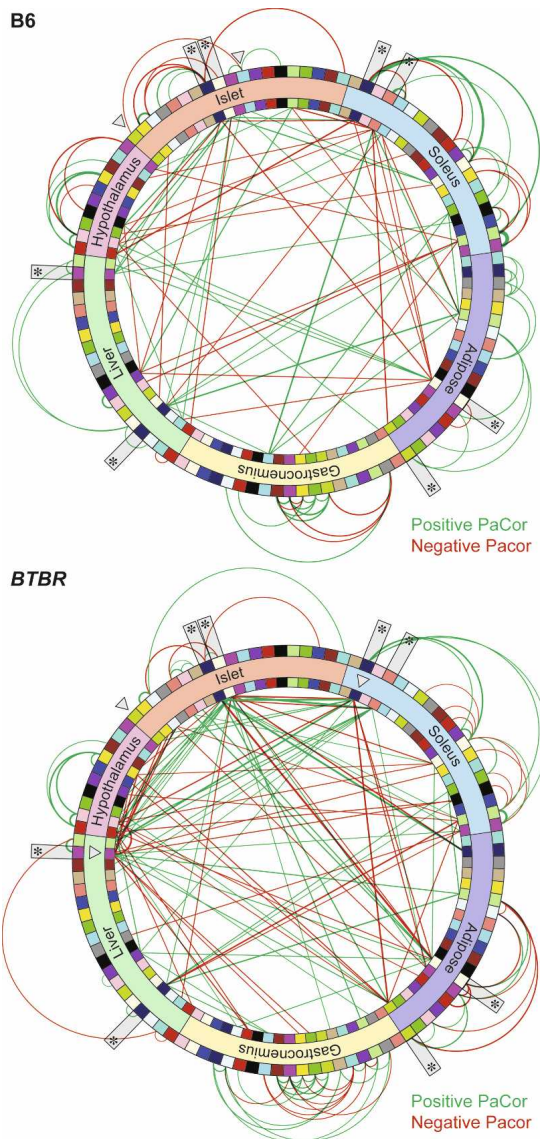 B6
*
*
*
*
Islet
Soleus
Hypothalamus
*
Liver
Adipose
*
*
Gastrocnemius
*
Positive PaCor
Negative Pacor
BTBR
*
*
*
*
Islet
Soleus
Hypothalamus
*
Liver
Adipose
*
*
Gastrocnemius
*
Positive PaCor
Negative Pacor